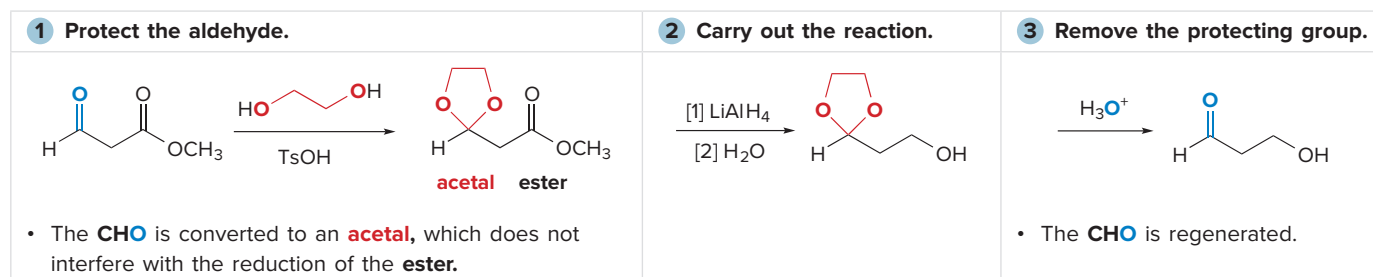 1 Protect the aldehyde.
2 Carry out the reaction.
3 Remove the protecting group.
O
O
H
OCH3
HO
OH
TsOH
O
O
O
H
OCH3
acetal ester
[1] LiAlH4
[2] H2O
O
O
H
OH
H3O+
O
H
OH
• The CHO is converted to an acetal, which does not
interfere with the reduction of the ester.
• The CHO is regenerated.